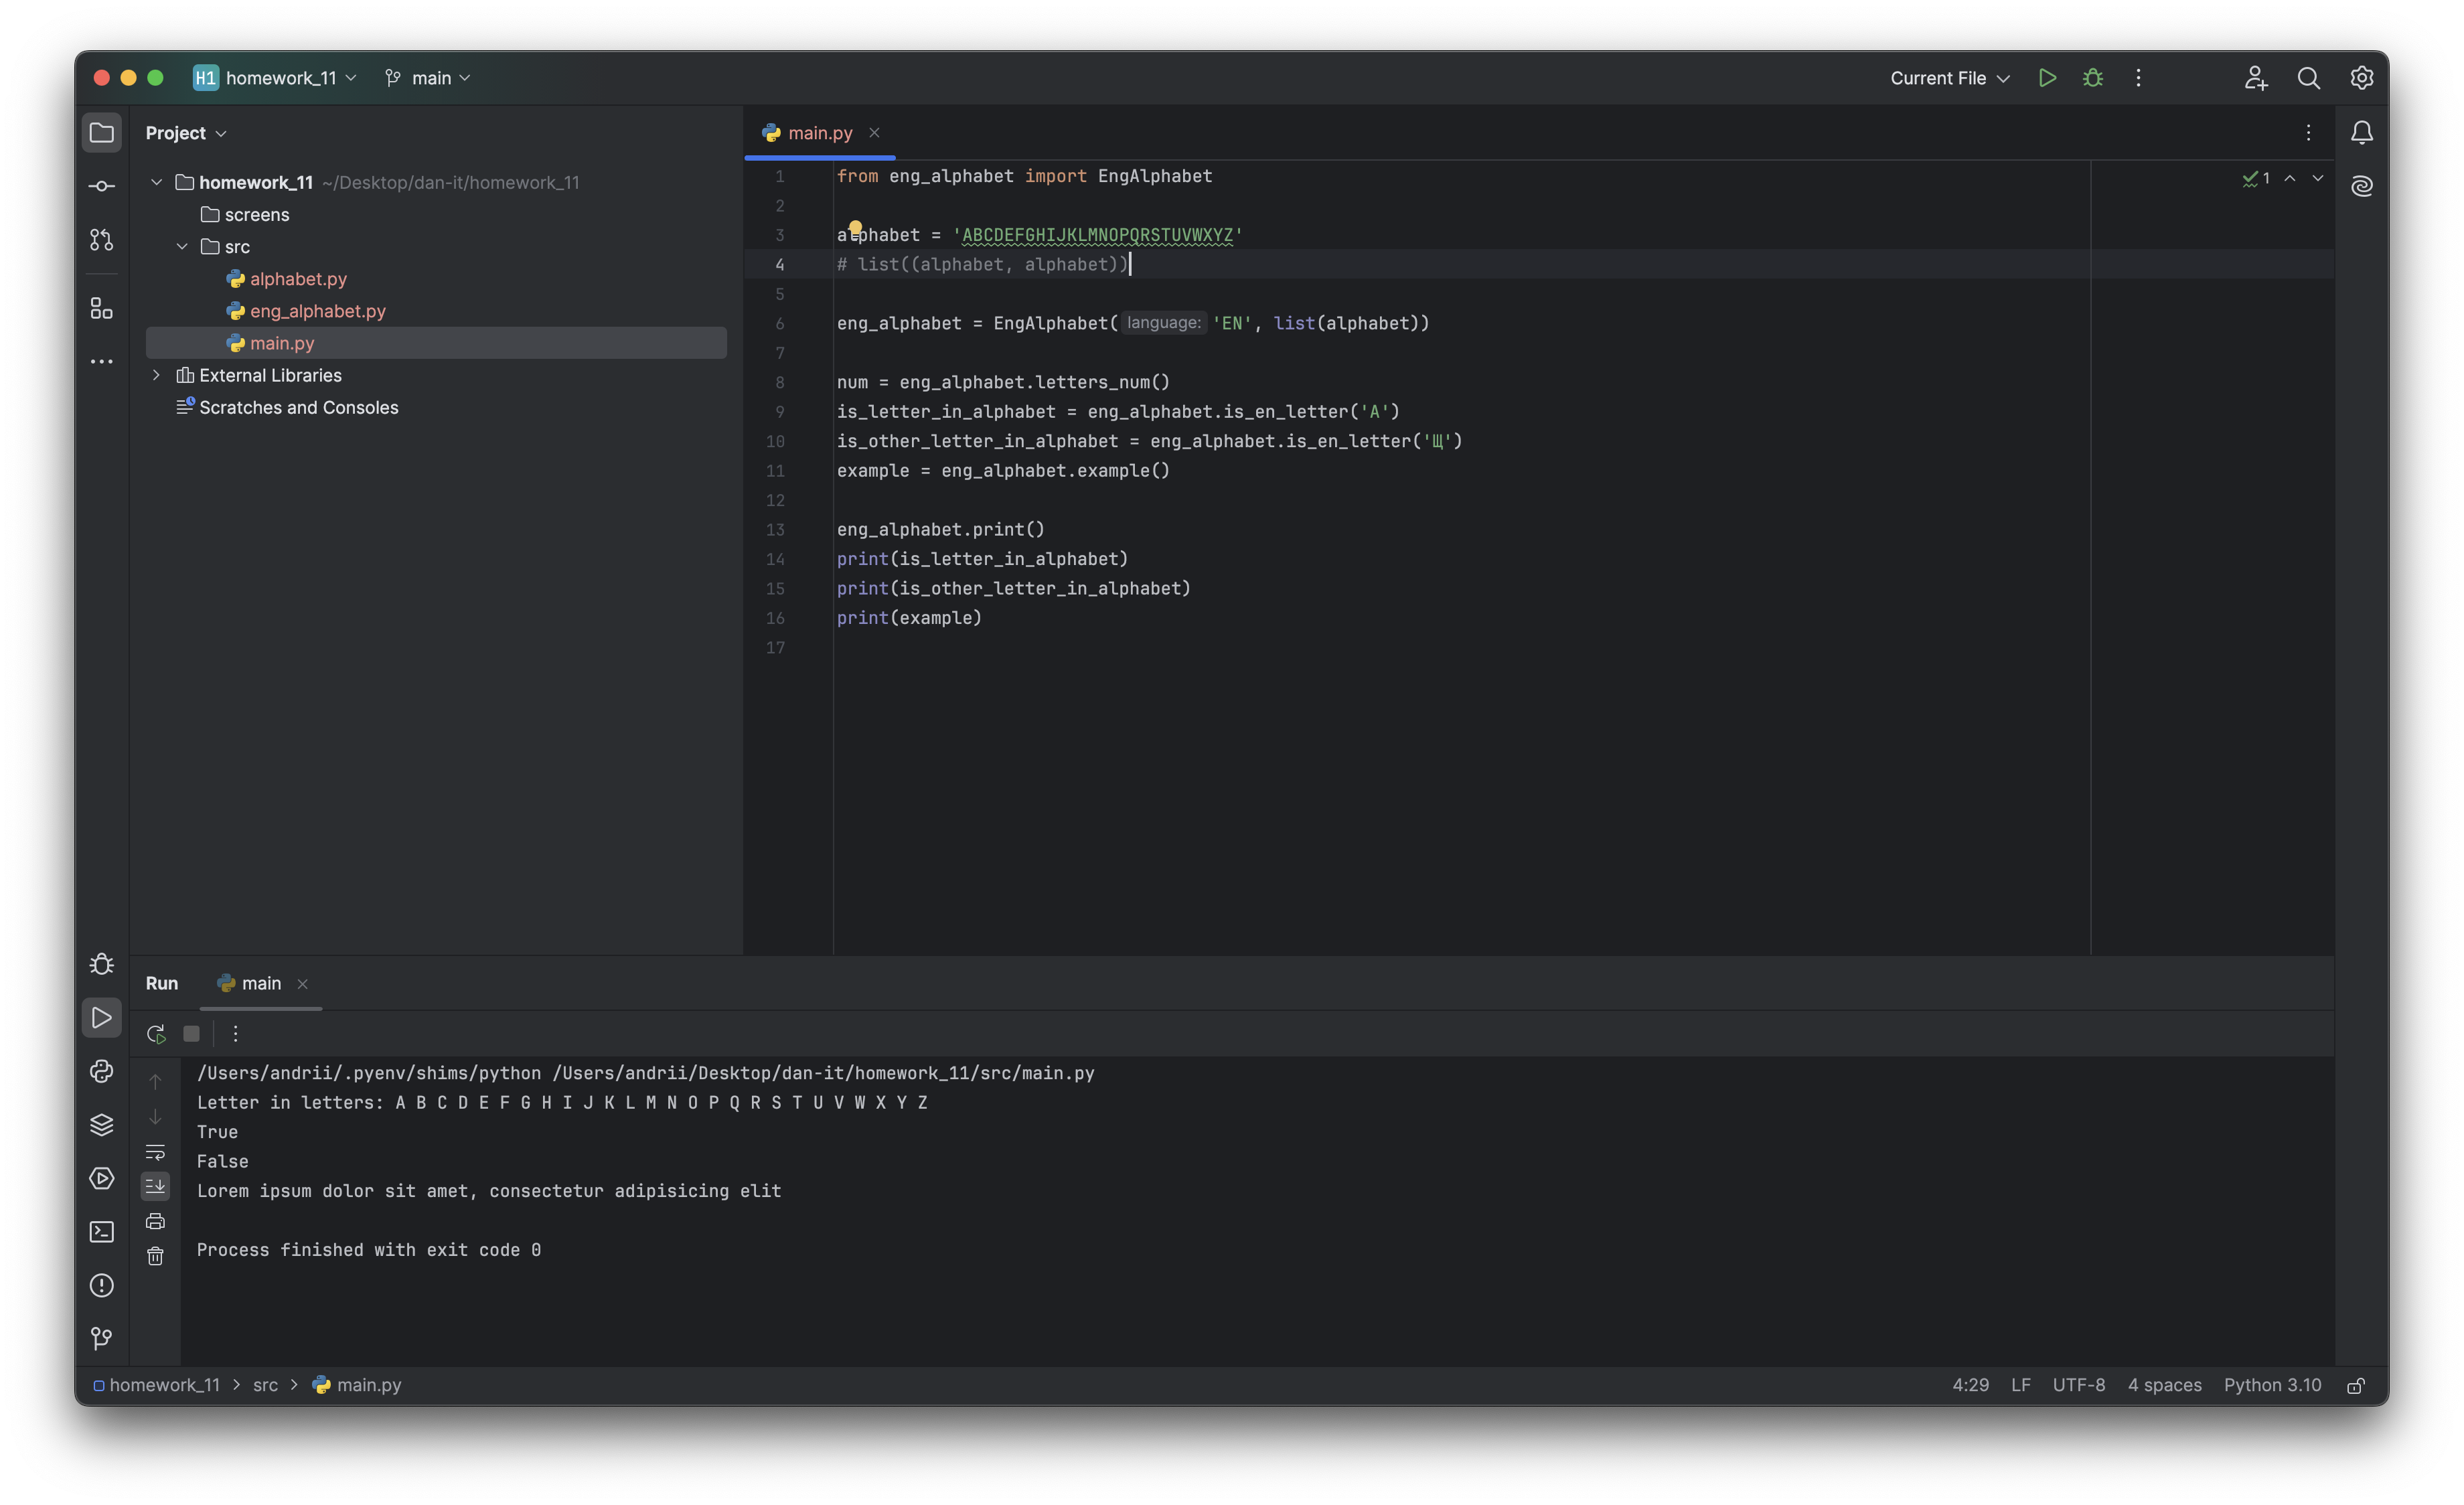 H1 homework_11 main Current File
Project
main.py
homework_11 ~/Desktop/dan-it/homework_11
screens
src
alphabet.py
eng_alphabet.py
main.py
External Libraries
Scratches and Consoles
1 from eng_alphabet import EngAlphabet
2
3 alphabet = 'ABCDEFGHIJKLMNOPQRSTUVWXYZ'
4 # list((alphabet, alphabet))
5
6 eng_alphabet = EngAlphabet( language: 'EN', list(alphabet))
7
8 num = eng_alphabet.letters_num()
9 is_letter_in_alphabet = eng_alphabet.is_en_letter('A')
10 is_other_letter_in_alphabet = eng_alphabet.is_en_letter('Щ')
11 example = eng_alphabet.example()
12
13 eng_alphabet.print()
14 print(is_letter_in_alphabet)
15 print(is_other_letter_in_alphabet)
16 print(example)
17
1
Run main
/Users/andrii/.pyenv/shims/python /Users/andrii/Desktop/dan-it/homework_11/src/main.py
Letter in letters: A B C D E F G H I J K L M N O P Q R S T U V W X Y Z
True
False
Lorem ipsum dolor sit amet, consectetur adipisicing elit
Process finished with exit code 0
homework_11 > src > main.py 4:29 LF UTF-8 4 spaces Python 3.10